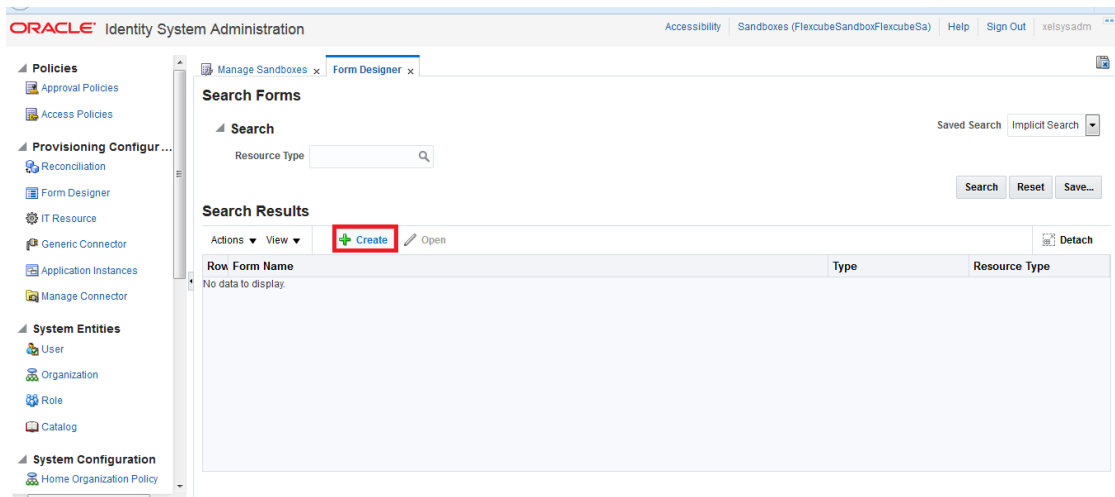 ORACLE Identity System Administration
Accessibility Sandboxes (FlexcubeSandboxFlexcubeSa) Help Sign Out xelsysadm
Policies
Approval Policies
Access Policies
Provisioning Configur...
Reconciliation
Form Designer
IT Resource
Generic Connector
Application Instances
Manage Connector
System Entities
User
Organization
Role
Catalog
System Configuration
Home Organization Policy
Manage Sandboxes x Form Designer x
Search Forms
Search
Saved Search Implicit Search
Resource Type
Search Reset Save...
Search Results
Actions View Create Open Detach
Row Form Name Type Resource Type
No data to display.